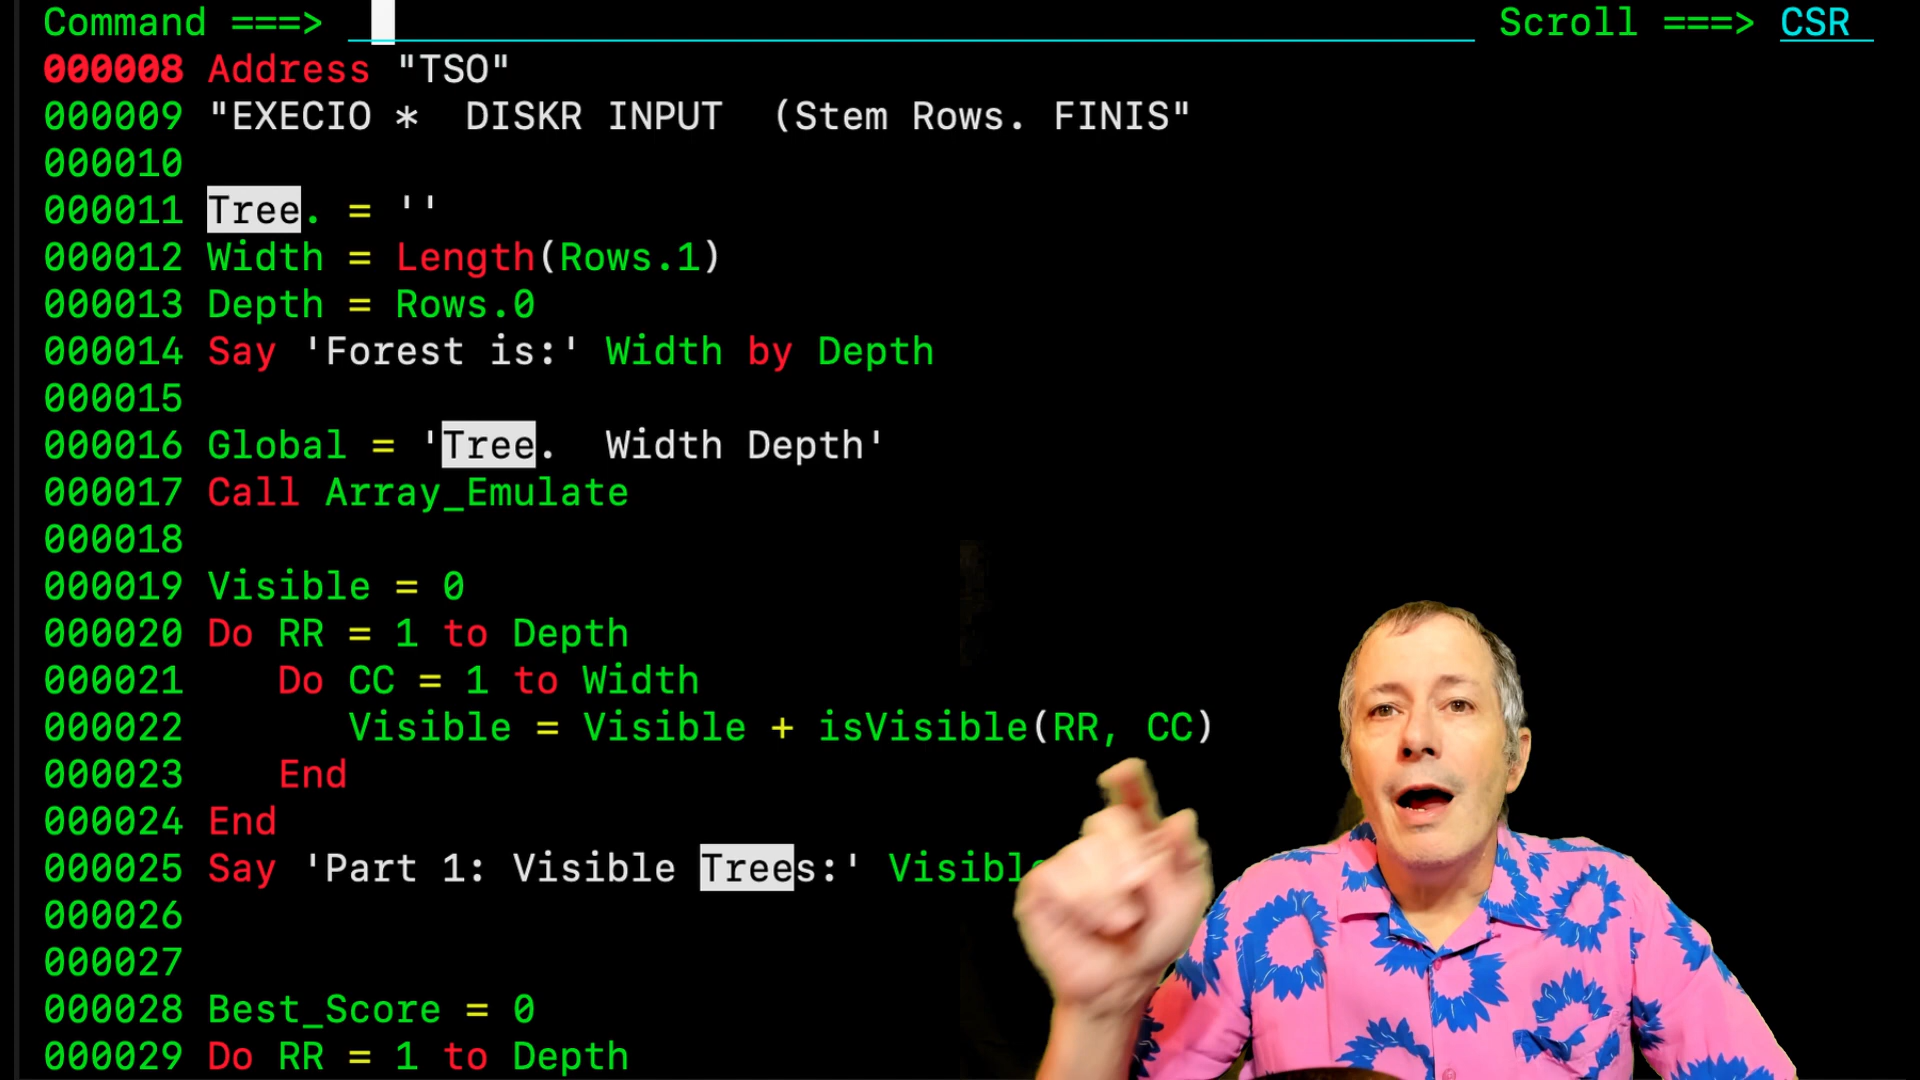 Command ===> Scroll ===> CSR
000008 Address "TSO"
000009 "EXECIO *  DISKR INPUT  (Stem Rows. FINIS"
000010
000011 Tree. = ''
000012 Width = Length(Rows.1)
000013 Depth = Rows.0
000014 Say 'Forest is:' Width by Depth
000015
000016 Global = 'Tree.  Width Depth'
000017 Call Array_Emulate
000018
000019 Visible = 0
000020 Do RR = 1 to Depth
000021    Do CC = 1 to Width
000022       Visible = Visible + isVisible(RR, CC)
000023    End
000024 End
000025 Say 'Part 1: Visible Trees:'
000026
000027
000028 Best_Score = 0
000029 Do RR = 1 to Depth